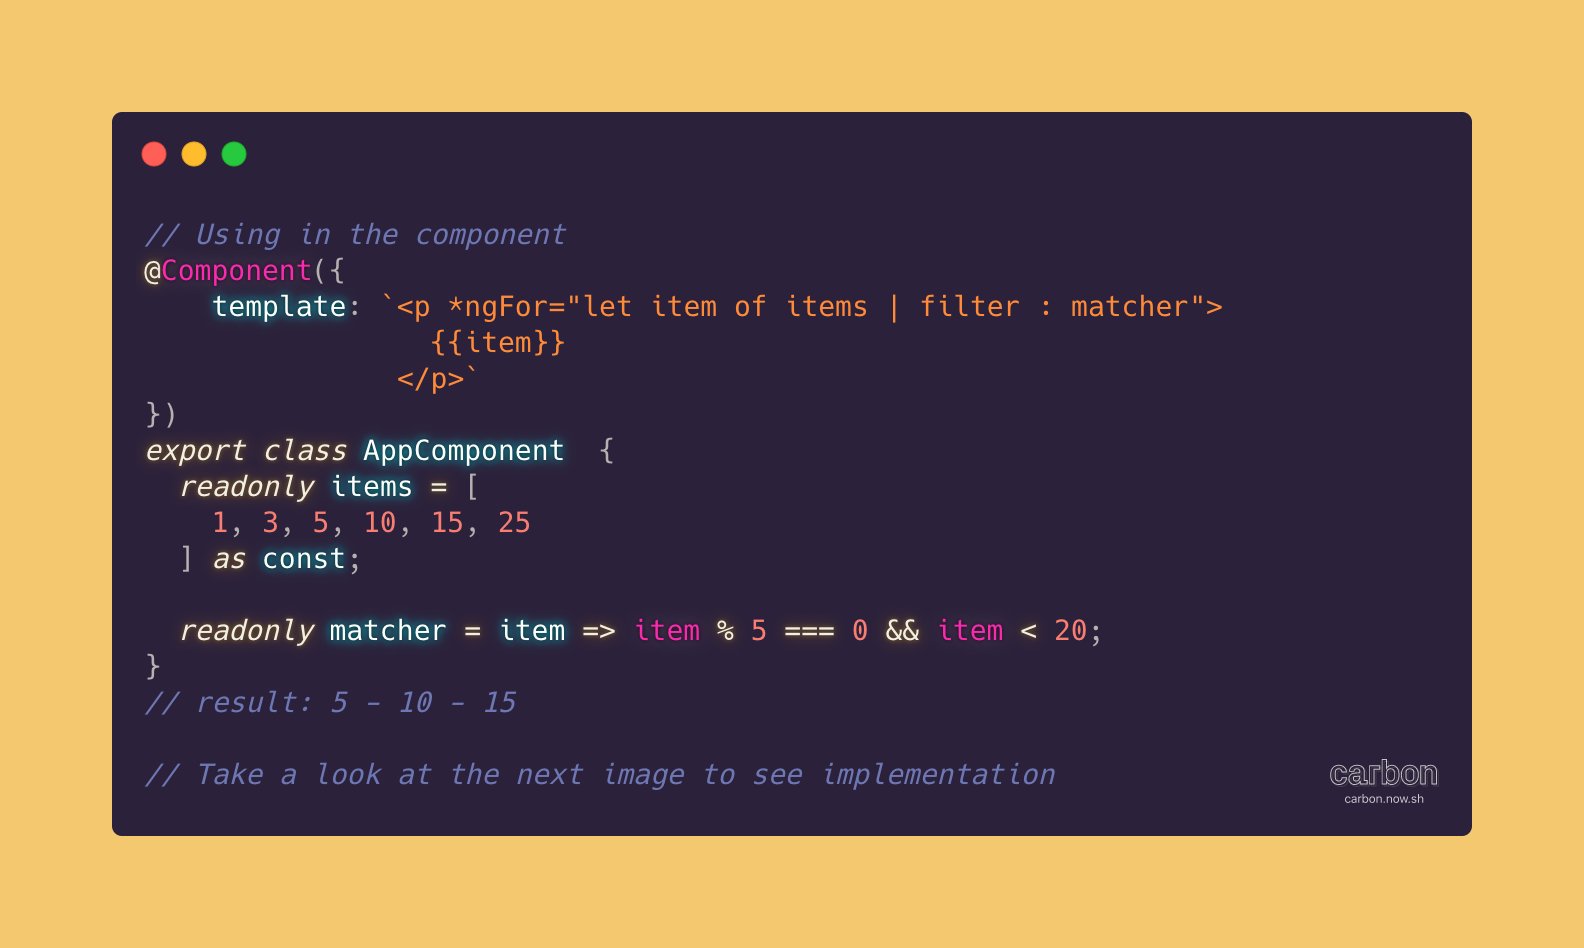 // Using in the component
@Component({
    template: `<p *ngFor="let item of items | filter : matcher">
                 {{item}}
               </p>`
})
export class AppComponent  {
  readonly items = [
    1, 3, 5, 10, 15, 25
  ] as const;
  readonly matcher = item => item % 5 === 0 && item < 20;
}
// result: 5 - 10 - 15
// Take a look at the next image to see implementation
carbon
carbon.now.sh